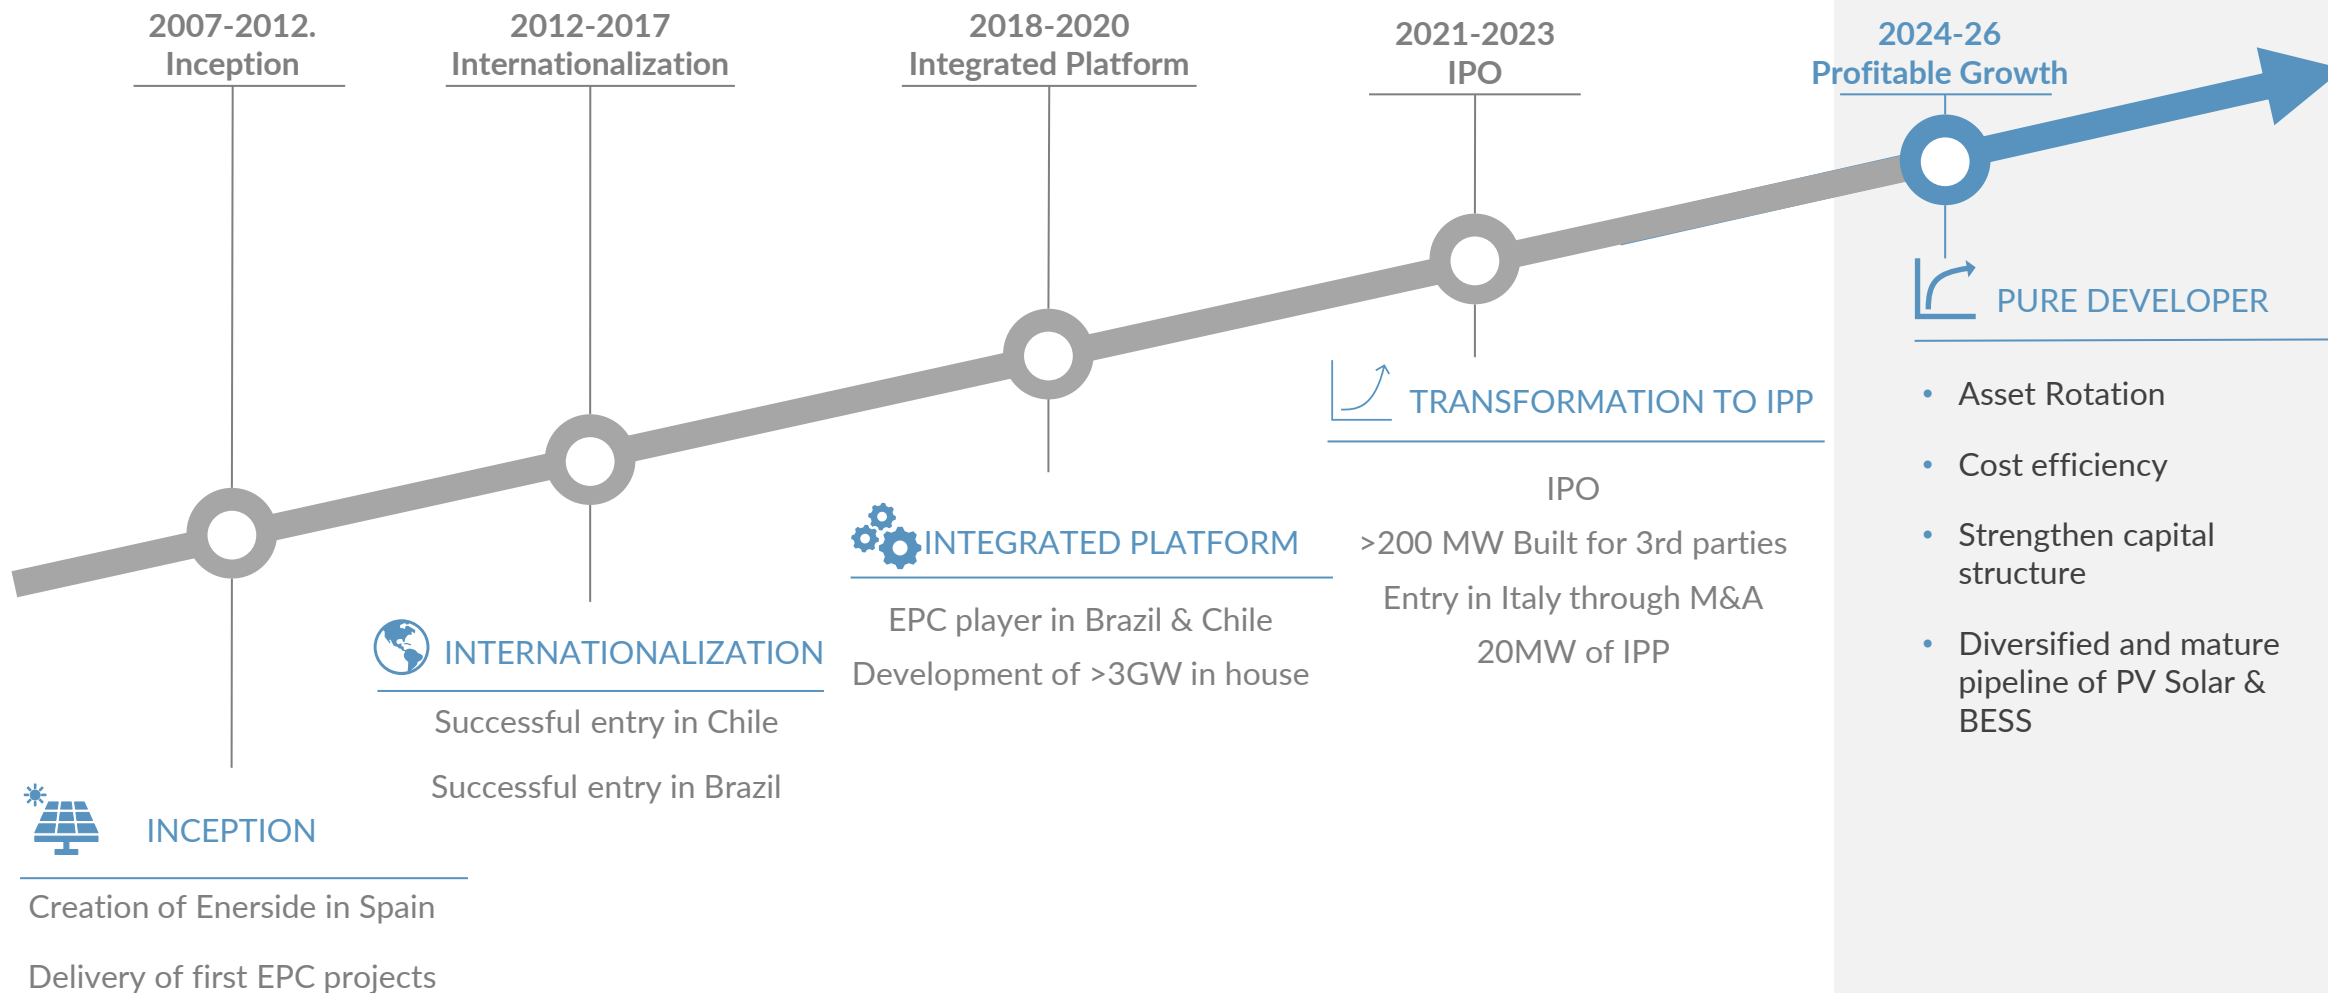 2007-2012.
Inception
2012-2017
Internationalization
2018-2020
Integrated Platform
2021-2023
IPO
2024-26
Profitable Growth
INCEPTION
Creation of Enerside in Spain
Delivery of first EPC projects
INTERNATIONALIZATION
Successful entry in Chile
Successful entry in Brazil
INTEGRATED PLATFORM
EPC player in Brazil & Chile
Development of >3GW in house
TRANSFORMATION TO IPP
IPO
>200 MW Built for 3rd parties
Entry in Italy through M&A
20MW of IPP
PURE DEVELOPER
• Asset Rotation
• Cost efficiency
• Strengthen capital
structure
• Diversified and mature
pipeline of PV Solar &
BESS